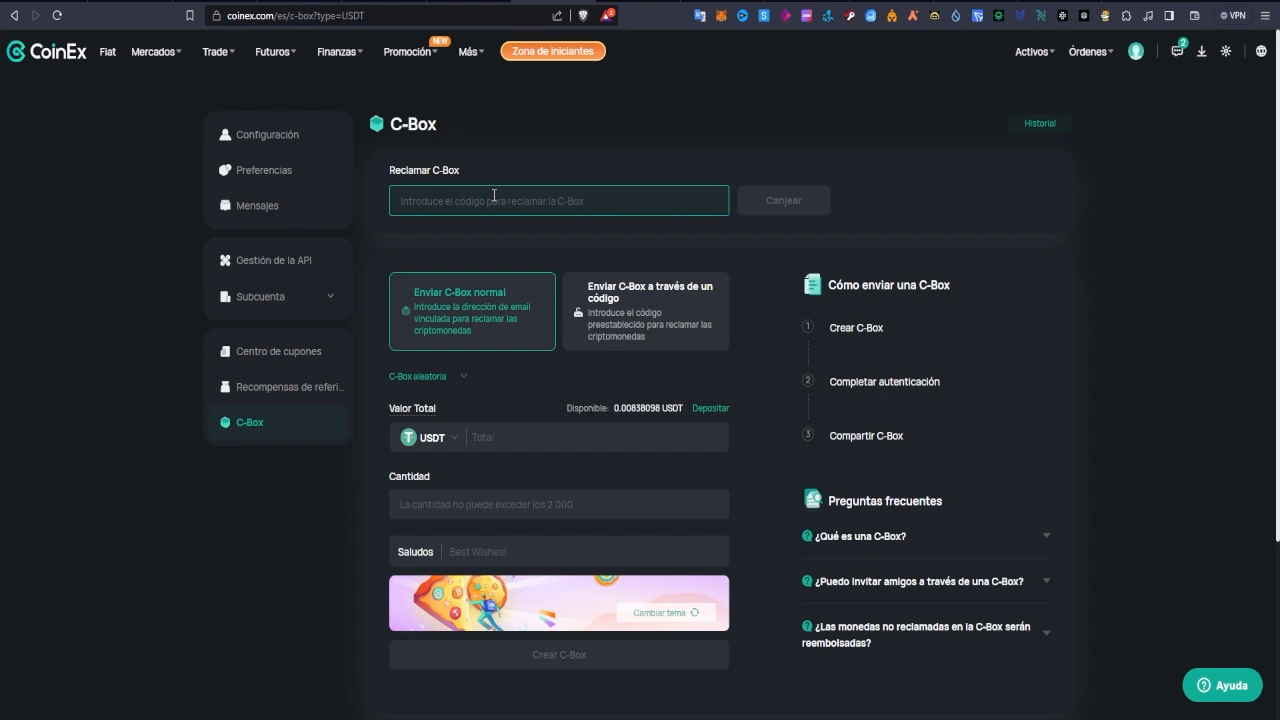 coinex.com/es/c-box?type=USDT
VPN
CoinEx
Fiat
Mercados
Trade
Futuros
Finanzas
Promoción
NEW
Más
Zona de iniciantes
Activos
Órdenes
2
Configuración
Preferencias
Mensajes
Gestión de la API
Subcuenta
Centro de cupones
Recompensas de referi...
C-Box
C-Box
Historial
Reclamar C-Box
Introduce el código para reclamar la C-Box
Canjear
Enviar C-Box normal
Introduce la dirección de email
vinculada para reclamar las
criptomonedas
Enviar C-Box a través de un
código
Introduce el código
preestablecido para reclamar las
criptomonedas
C-Box aleatoria
Valor Total
Disponible: 0.00838098 USDT
Depositar
USDT
Total
Cantidad
La cantidad no puede exceder los 2.000
Saludos
Best Wishes!
Cambiar tema
Crear C-Box
Cómo enviar una C-Box
1
Crear C-Box
2
Completar autenticación
3
Compartir C-Box
Preguntas frecuentes
¿Qué es una C-Box?
¿Puedo invitar amigos a través de una C-Box?
¿Las monedas no reclamadas en la C-Box serán
reembolsadas?
Ayuda